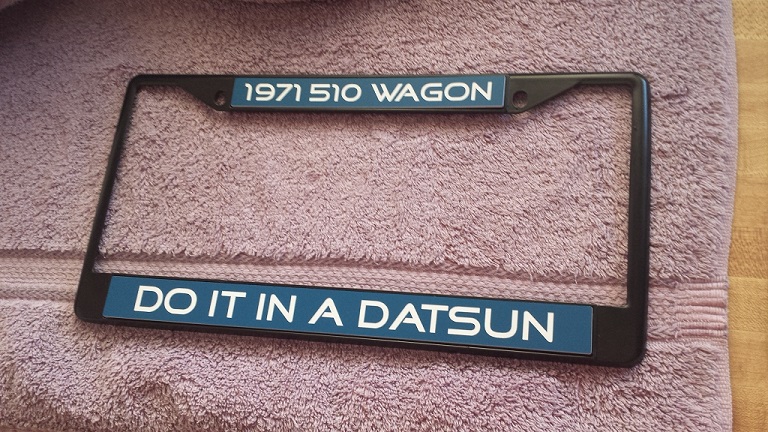 1971 510 WAGON
DO IT IN A DATSUN